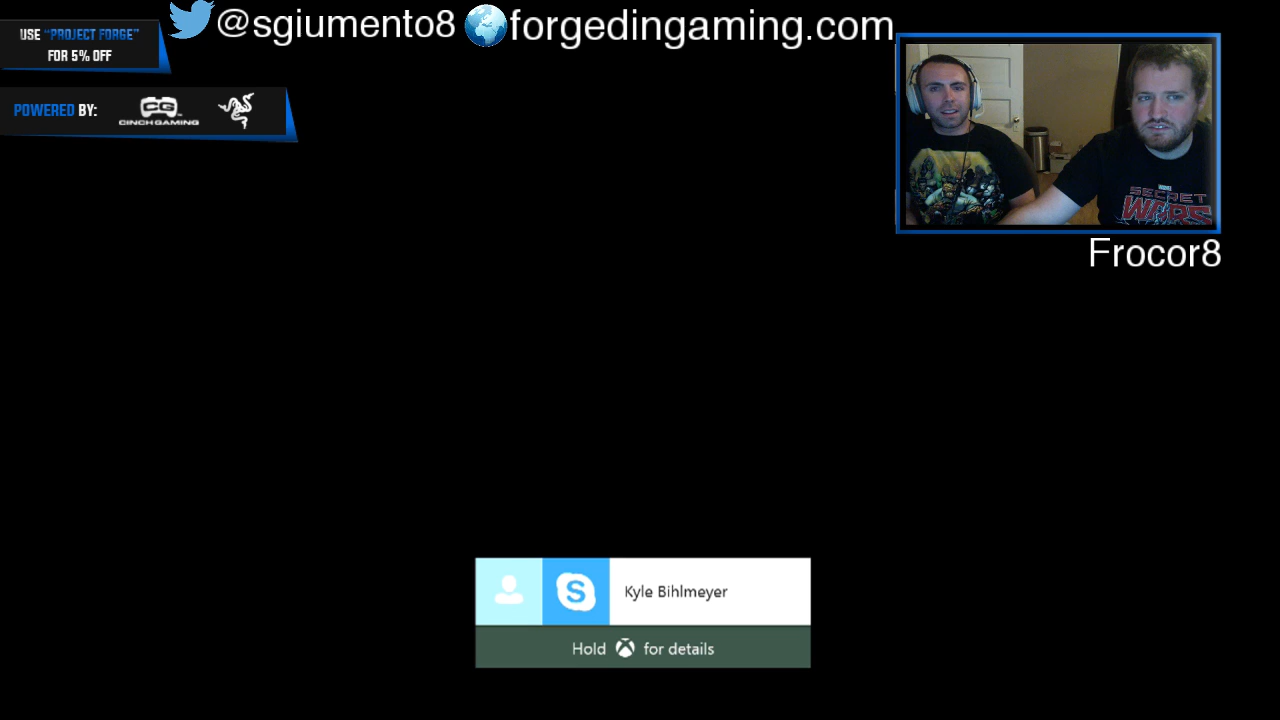 USE "PROJECT FORGE"
FOR 5% OFF
@sgiumento8 forgedingaming.com
POWERED BY: CG CINCH GAMING
SECRET
WARS
Frocor8
S Kyle Bihlmeyer
Hold for details